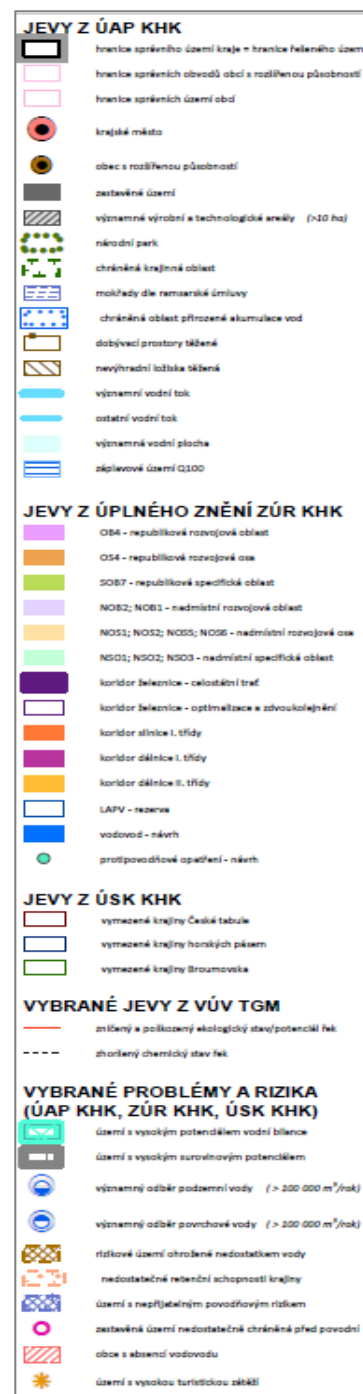 JEVY Z ÚAP KHK
hranice správního území kraje = hranice řešeného územ
hranice správních obvodů obcí s rozšířenou působností
hranice správních území obcí
krajské město
obec s rozšířenou působností
zastavěné území
významné výrobní a technologické areály (>10 ha)
národní park
chráněná krajinná oblast
mokřady dle ramsarské úmluvy
chráněná oblast přirozené akumulace vod
dobývací prostory těžené
nevýhradní ložiska těžená
významní vodní tok
ostatní vodní tok
významná vodní plocha
záplavové území Q100
JEVY Z ÚPLNÉHO ZNĚNÍ ZÚR KHK
OB4 - republiková rozvojová oblast
OS4 - republiková rozvojová osa
SOB7 - republiková specifická oblast
NOB2; NOB1 - nadmístní rozvojová oblast
NOS1; NOS2; NOS5; NOS6 - nadmístní rozvojová osa
NSO1; NSO2; NSO3 - nadmístní specifická oblast
koridor železnice - celostátní trať
koridor železnice - optimalizace a zdvoukolejnění
koridor silnice I. třídy
koridor dálnice I. třídy
koridor dálnice II. třídy
LAPV - rezerva
vodovod - návrh
protipovodňové opatření - návrh
JEVY Z ÚSK KHK
vymezené krajiny České tabule
vymezené krajiny horských pásem
vymezené krajiny Broumovska
VYBRANÉ JEVY Z VÚV TGM
zničený a poškozený ekologický stav/potenciál řek
zhoršený chemický stav řek
VYBRANÉ PROBLÉMY A RIZIKA
(ÚAP KHK, ZÚR KHK, ÚSK KHK)
území s vysokým potenciálem vodní bilance
území s vysokým surovinovým potenciálem
významný odběr podzemní vody ( > 100 000 m³/rok)
významný odběr povrchové vody ( > 100 000 m³/rok)
rizikové území ohrožené nedostatkem vody
nedostatečné retenční schopnosti krajiny
území s nepřijatelným povodňovým rizikem
zastavěná území nedostatečně chráněná před povodní
obce s absencí vodovodu
území s vysokou turistickou zátěží